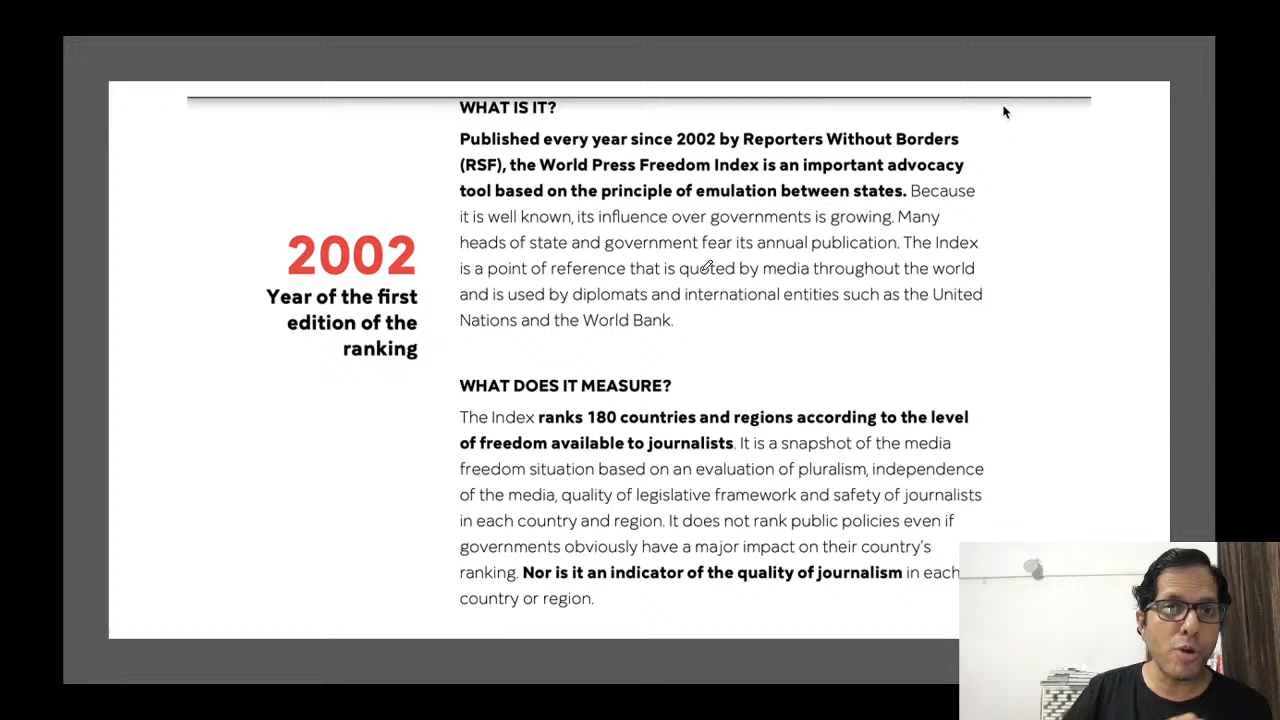 WHAT IS IT?
Published every year since 2002 by Reporters Without Borders
(RSF), the World Press Freedom Index is an important advocacy
tool based on the principle of emulation between states. Because
it is well known, its influence over governments is growing. Many
heads of state and government fear its annual publication. The Index
is a point of reference that is quoted by media throughout the world
and is used by diplomats and international entities such as the United
Nations and the World Bank.
2002
Year of the first
edition of the
ranking
WHAT DOES IT MEASURE?
The Index ranks 180 countries and regions according to the level
of freedom available to journalists. It is a snapshot of the media
freedom situation based on an evaluation of pluralism, independence
of the media, quality of legislative framework and safety of journalists
in each country and region. It does not rank public policies even if
governments obviously have a major impact on their country's
ranking. Nor is it an indicator of the quality of journalism in each
country or region.